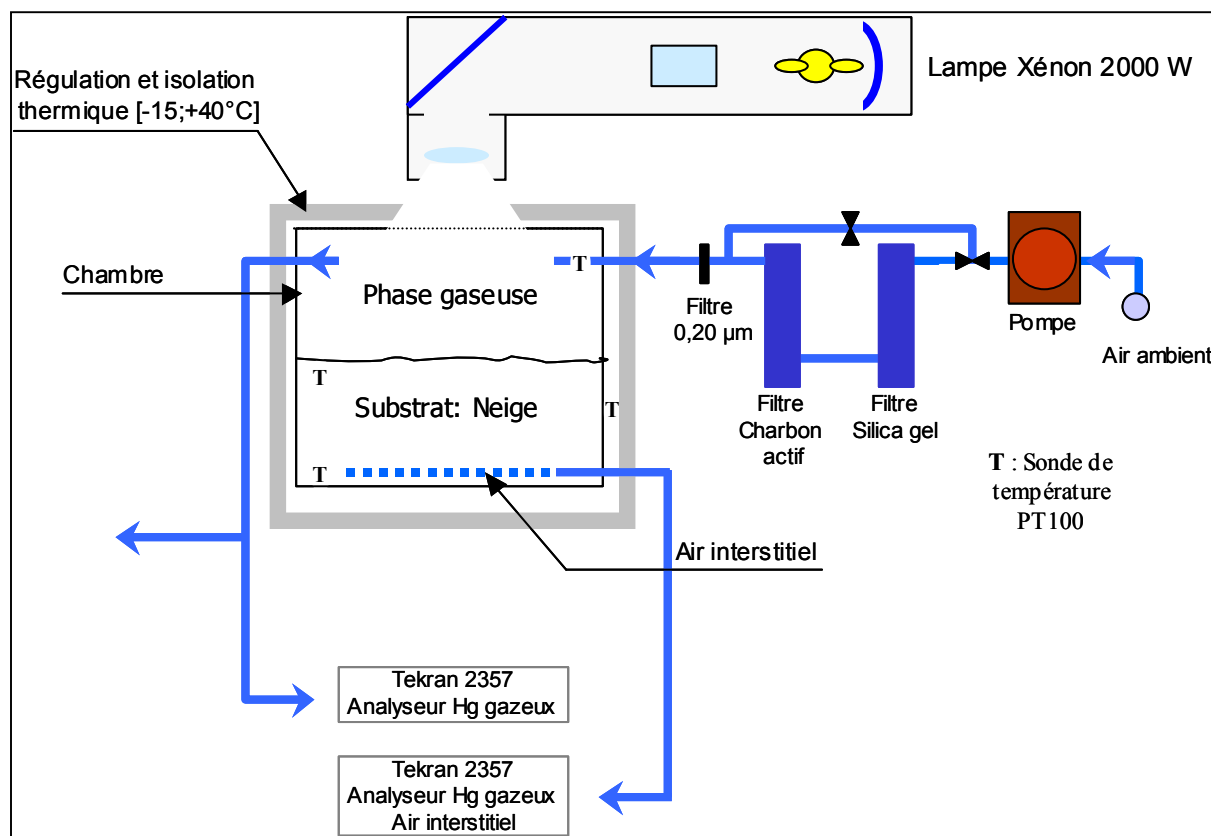 Régulation et isolation
thermique [-15;+40°C]
Lampe Xénon 2000 W
Chambre
T
Phase gaseuse
Filtre
0,20 µm
Pompe
Air ambient
T
Substrat: Neige
T
T
Filtre
Charbon
actif
Filtre
Silica gel
T : Sonde de
température
PT100
Air interstitiel
Tekran 2357
Analyseur Hg gazeux
Tekran 2357
Analyseur Hg gazeux
Air interstitiel